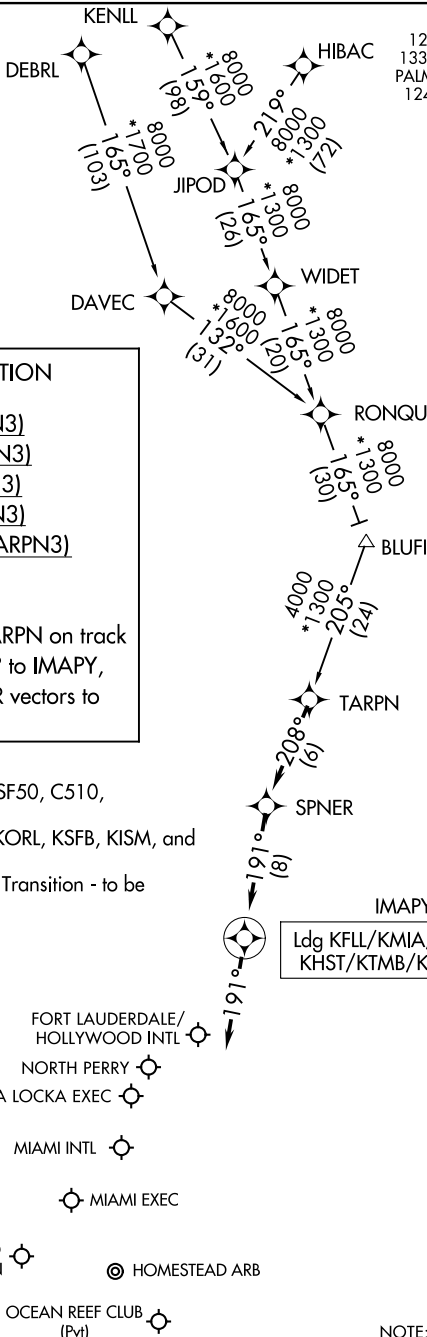 KENLL
DEBRL
HIBAC
12
133
PALM
124
8000
*1600
159°
(98)
8000
*1700
165°
(103)
219°
8000
*1300
(72)
JIPOD
8000
*1300
165°
(26)
WIDET
DAVEC
8000
*1600
132°
(31)
8000
*1300
165°
(20)
RONQU
8000
*1300
165°
(30)
BLUFI
TION
N3)
N3)
3)
N3)
ARPN3)
ARPN on track
to IMAPY,
R vectors to
4000
*1300
205°
(24)
TARPN
208°
(6)
SPNER
SF50, C510,
KORL, KSFB, KISM, and
Transition - to be
191°
(8)
IMAPY
Ldg KFLL/KMIA/
KHST/KTMB/K
191°
FORT LAUDERDALE/
HOLLYWOOD INTL
NORTH PERRY
A LOCKA EXEC
MIAMI INTL
MIAMI EXEC
HOMESTEAD ARB
OCEAN REEF CLUB
(Pvt)
NOTE: